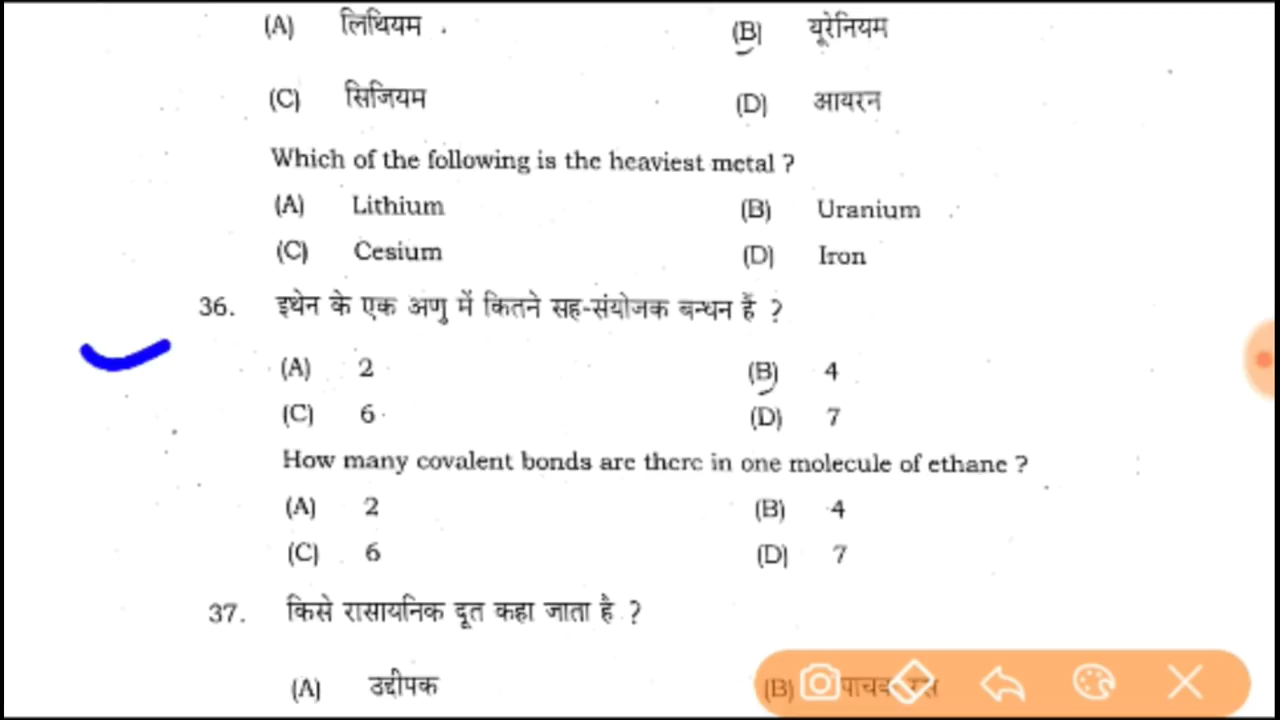 (A) लिथियम (B) यूरेनियम
(C) सिजियम (D) आयरन
Which of the following is the heaviest metal ?
(A) Lithium (B) Uranium
(C) Cesium (D) Iron
36. इथेन के एक अणु में कितने सह-संयोजक बन्धन हैं ?
(A) 2 (B) 4
(C) 6 (D) 7
How many covalent bonds are there in one molecule of ethane ?
(A) 2 (B) 4
(C) 6 (D) 7
37. किसे रासायनिक दूत कहा जाता है ?
(A) उद्दीपक (B)